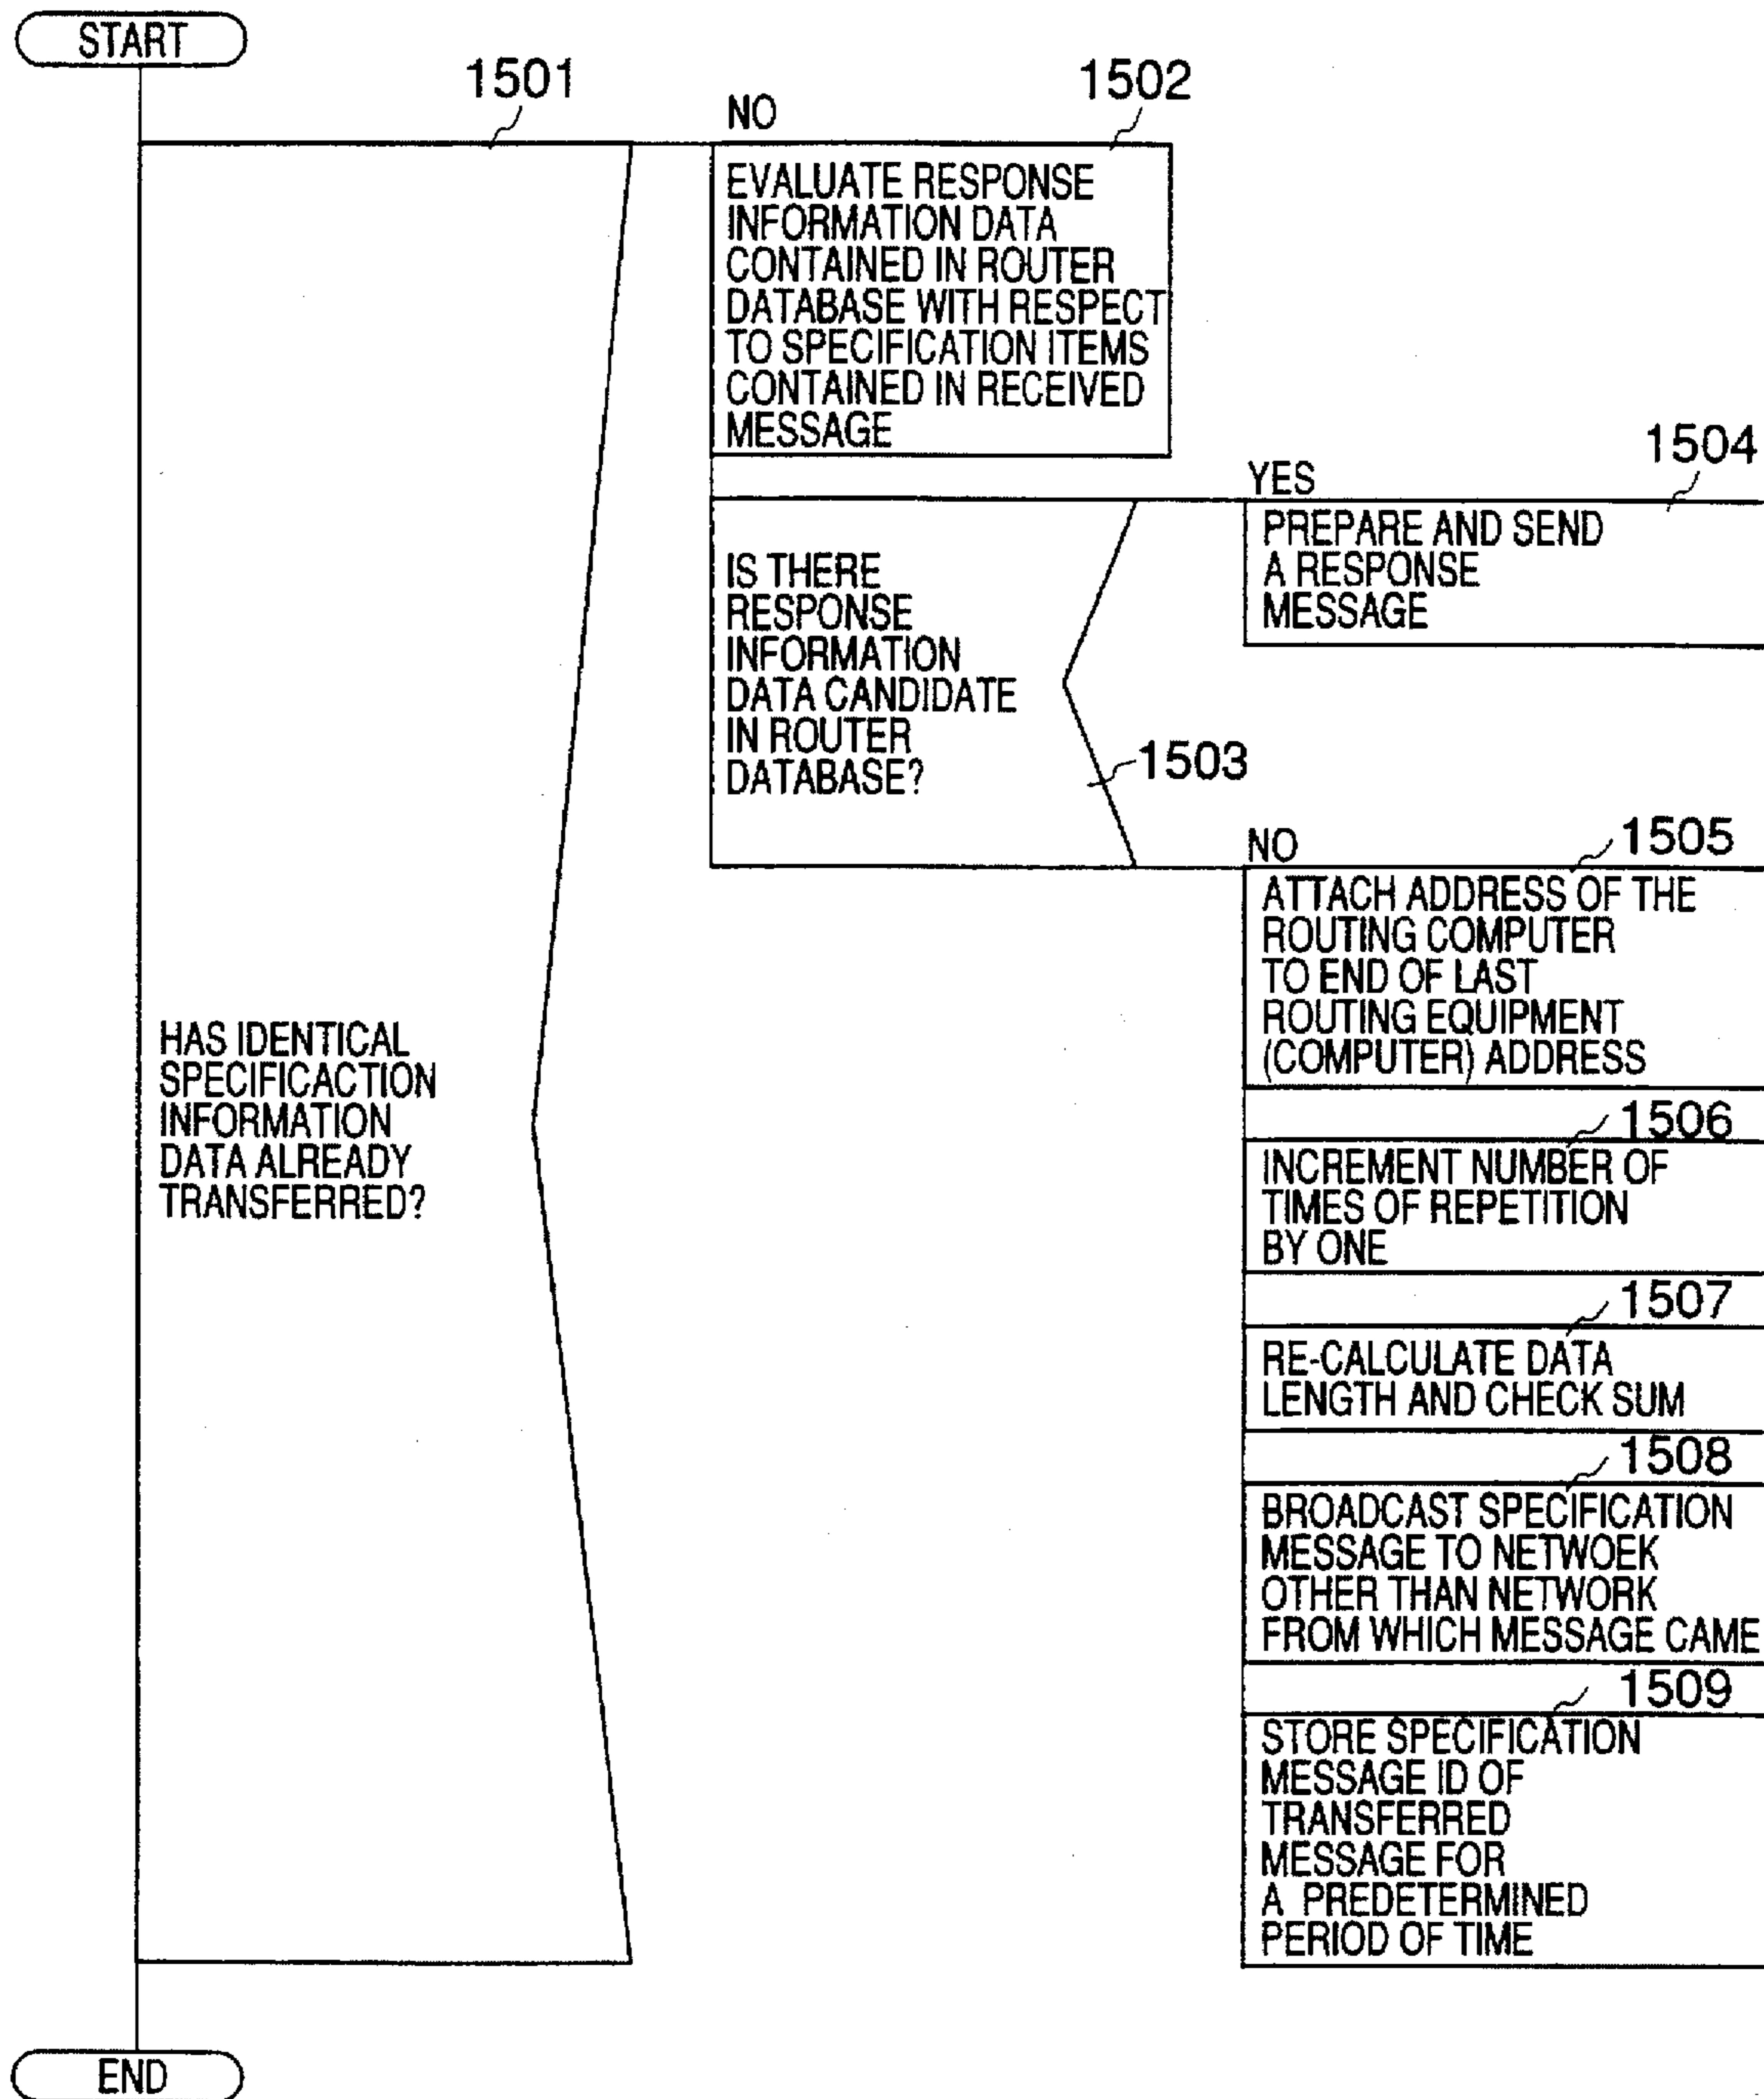 START
1501
NO
1502
EVALUATE RESPONSE
INFORMATION DATA
CONTAINED IN ROUTER
DATABASE WITH RESPECT
TO SPECIFICATION ITEMS
CONTAINED IN RECEIVED
MESSAGE
YES
1504
PREPARE AND SEND
A RESPONSE
MESSAGE
IS THERE
RESPONSE
INFORMATION
DATA CANDIDATE
IN ROUTER
DATABASE?
1503
NO
1505
ATTACH ADDRESS OF THE
ROUTING COMPUTER
TO END OF LAST
ROUTING EQUIPMENT
(COMPUTER) ADDRESS
HAS IDENTICAL
SPECIFICACTION
INFORMATION
DATA ALREADY
TRANSFERRED?
1506
INCREMENT NUMBER OF
TIMES OF REPETITION
BY ONE
1507
RE-CALCULATE DATA
LENGTH AND CHECK SUM
1508
BROADCAST SPECIFICATION
MESSAGE TO NETWOEK
OTHER THAN NETWORK
FROM WHICH MESSAGE CAME
1509
STORE SPECIFICATION
MESSAGE ID OF
TRANSFERRED
MESSAGE FOR
A PREDETERMINED
PERIOD OF TIME
END